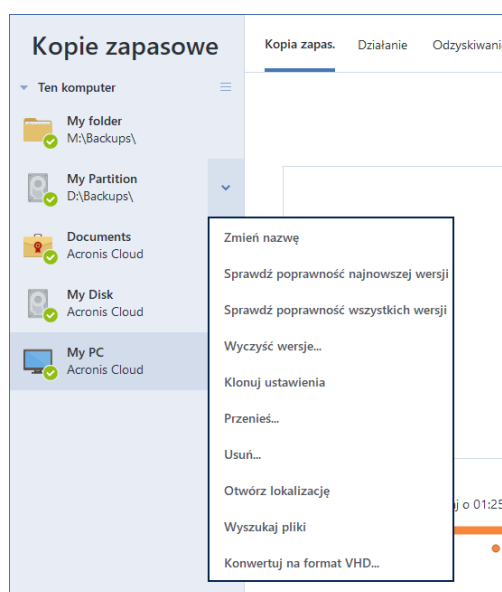 Kopie zapasowe
Kopia zapas. Działanie Odzyskiwani
Ten komputer
My folder
M:\Backups\
My Partition
D:\Backups\
Documents
Acronis Cloud
My Disk
Acronis Cloud
My PC
Acronis Cloud
Zmień nazwę
Sprawdź poprawność najnowszej wersji
Sprawdź poprawność wszystkich wersji
Wyczyść wersje...
Klonuj ustawienia
Przenieś...
Usuń...
Otwórz lokalizację
Wyszukaj pliki
Konwertuj na format VHD...
j o 01:25